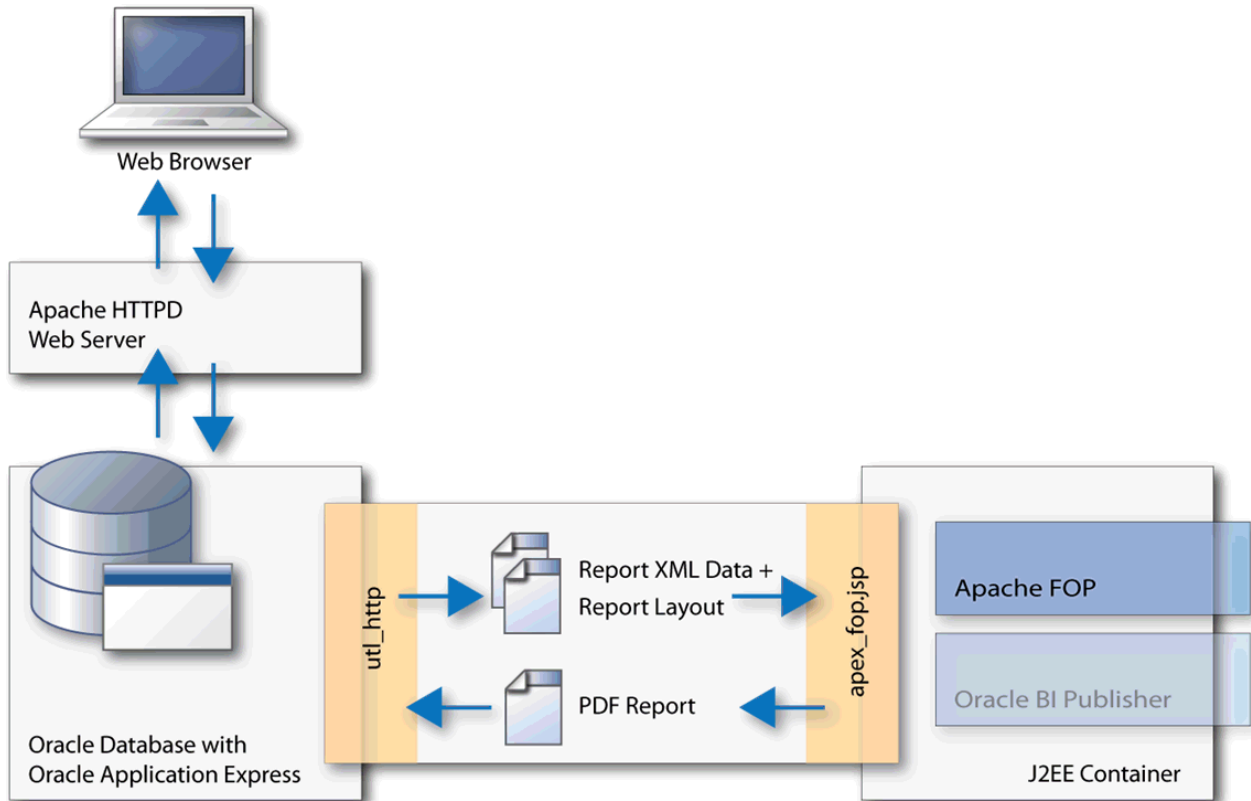 Web Browser
Apache HTTPD
Web Server
utl_http
Report XML Data +
Report Layout
PDF Report
apex_fop.jsp
Apache FOP
Oracle BI Publisher
Oracle Database with
Oracle Application Express
J2EE Container